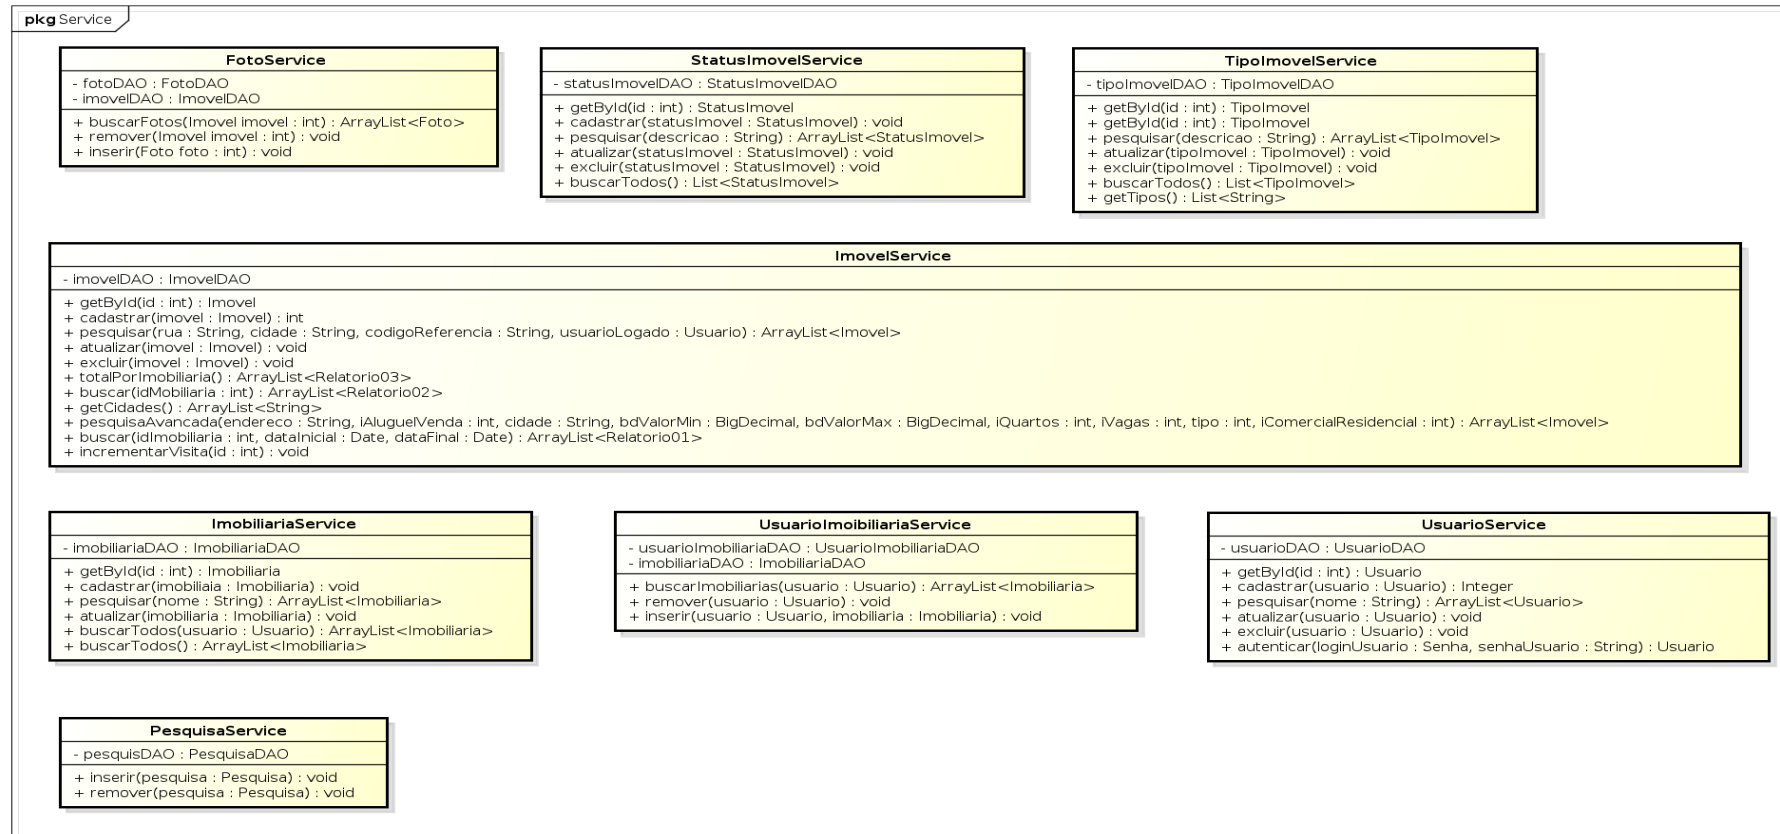 pkg Service
FotoService
- fotoDAO : FotoDAO
- imovelDAO : ImovelDAO
+ buscarFotos(Imovel imovel : int) : ArrayList<Foto>
+ remover(Imovel imovel : int) : void
+ inserir(Foto foto : int) : void
StatusImovelService
- statusImovelDAO : StatusImovelDAO
+ getById(id : int) : StatusImovel
+ cadastrar(statusImovel : StatusImovel) : void
+ pesquisar(descricao : String) : ArrayList<StatusImovel>
+ atualizar(statusImovel : StatusImovel) : void
+ excluir(statusImovel : StatusImovel) : void
+ buscarTodos() : List<StatusImovel>
TipoImovelService
- tipoImovelDAO : TipoImovelDAO
+ getById(id : int) : TipoImovel
+ getById(id : int) : TipoImovel
+ pesquisar(descricao : String) : ArrayList<TipoImovel>
+ atualizar(tipoImovel : TipoImovel) : void
+ excluir(tipoImovel : TipoImovel) : void
+ buscarTodos() : List<TipoImovel>
+ getTipos() : List<String>
ImovelService
- imovelDAO : ImovelDAO
+ getById(id : int) : Imovel
+ cadastrar(imovel : Imovel) : int
+ pesquisar(rua : String, cidade : String, codigoReferencia : String, usuarioLogado : Usuario) : ArrayList<Imovel>
+ atualizar(imovel : Imovel) : void
+ excluir(imovel : Imovel) : void
+ totalPorImobiliaria() : ArrayList<Relatorio03>
+ buscar(idMobiliaria : int) : ArrayList<Relatorio02>
+ getCidades() : ArrayList<String>
+ pesquisaAvancada(endereco : String, iAluguelVenda : int, cidade : String, bdValorMin : BigDecimal, bdValorMax : BigDecimal, iQuartos : int, iVagas : int, tipo : int, iComercialResidencial : int) : ArrayList<Imovel>
+ buscar(idImobiliaria : int, dataInicial : Date, dataFinal : Date) : ArrayList<Relatorio01>
+ incrementarVisita(id : int) : void
ImobiliariaService
- imobiliariaDAO : ImobiliariaDAO
+ getById(id : int) : Imobiliaria
+ cadastrar(imobiliaia : Imobiliaria) : void
+ pesquisar(nome : String) : ArrayList<Imobiliaria>
+ atualizar(imobiliaria : Imobiliaria) : void
+ buscarTodos(usuario : Usuario) : ArrayList<Imobiliaria>
+ buscarTodos() : ArrayList<Imobiliaria>
UsuarioImoibiliariaService
- usuarioImobiliariaDAO : UsuarioImobiliariaDAO
- imobiliariaDAO : ImobiliariaDAO
+ buscarImobiliarias(usuario : Usuario) : ArrayList<Imobiliaria>
+ remover(usuario : Usuario) : void
+ inserir(usuario : Usuario, imobiliaria : Imobiliaria) : void
UsuarioService
- usuarioDAO : UsuarioDAO
+ getById(id : int) : Usuario
+ cadastrar(usuario : Usuario) : Integer
+ pesquisar(nome : String) : ArrayList<Usuario>
+ atualizar(usuario : Usuario) : void
+ excluir(usuario : Usuario) : void
+ autenticar(loginUsuario : Senha, senhaUsuario : String) : Usuario
PesquisaService
- pesquisDAO : PesquisaDAO
+ inserir(pesquisa : Pesquisa) : void
+ remover(pesquisa : Pesquisa) : void